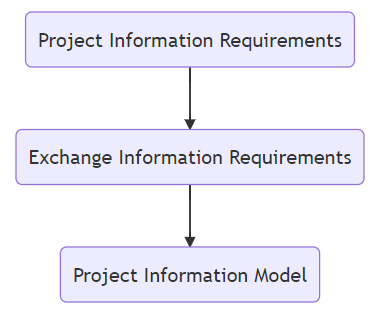 Project Information Requirements
Exchange Information Requirements
Project Information Model